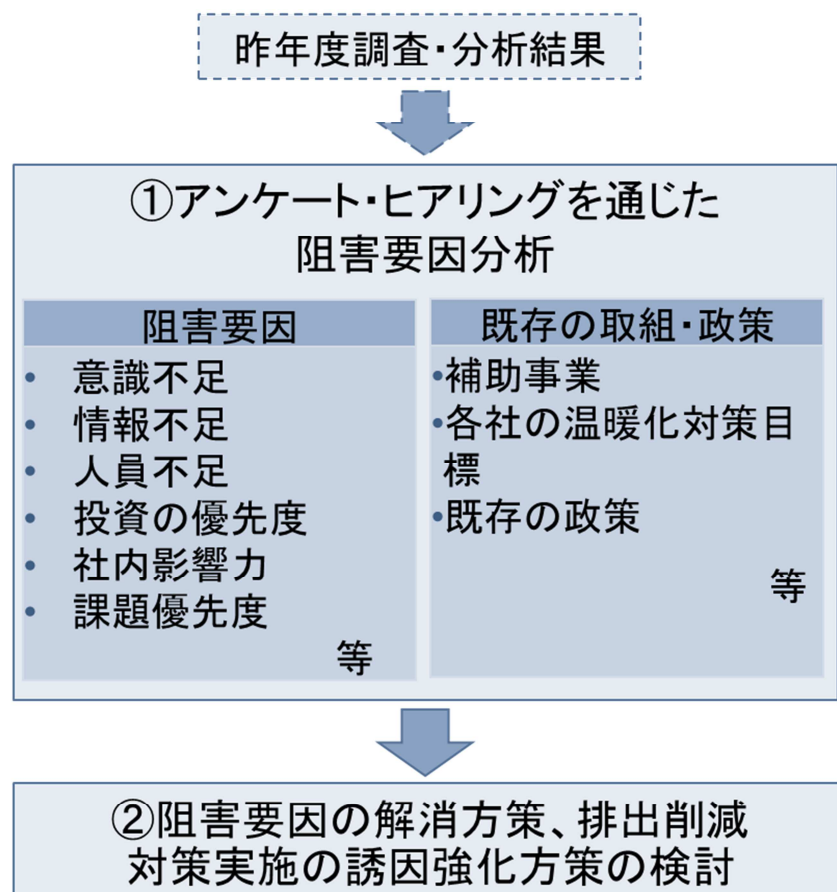 昨年度調査・分析結果
①アンケート・ヒアリングを通じた
阻害要因分析
阻害要因
• 意識不足
• 情報不足
• 人員不足
• 投資の優先度
• 社内影響力
• 課題優先度
等
既存の取組・政策
•補助事業
•各社の温暖化対策目
標
•既存の政策
等
②阻害要因の解消方策、排出削減
対策実施の誘因強化方策の検討